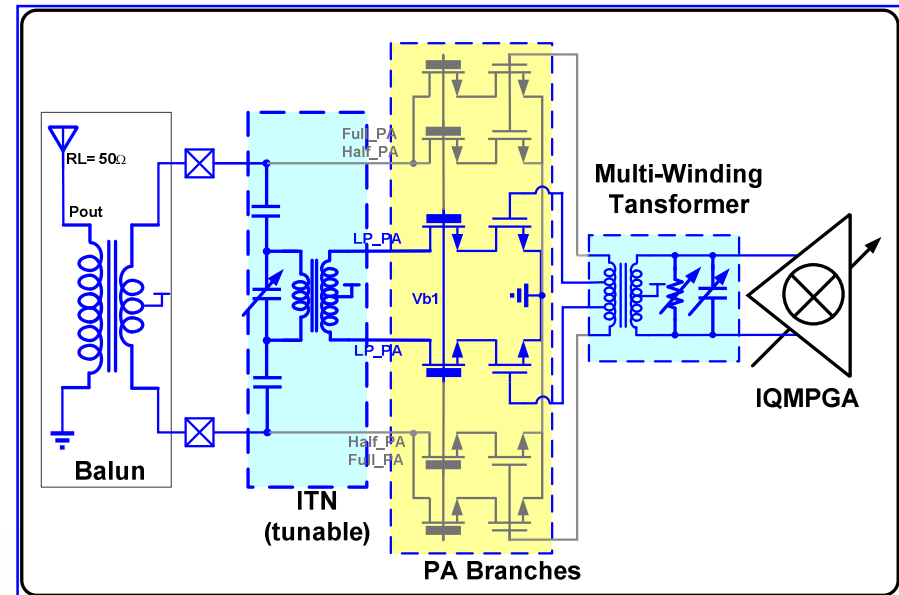 RL= 50Ω
Pout
Balun
ITN
(tunable)
Full_PA
Half_PA
LP_PA
Vb1
LP_PA
Half_PA
Full_PA
PA Branches
Multi-Winding
Tansformer
IQMPGA